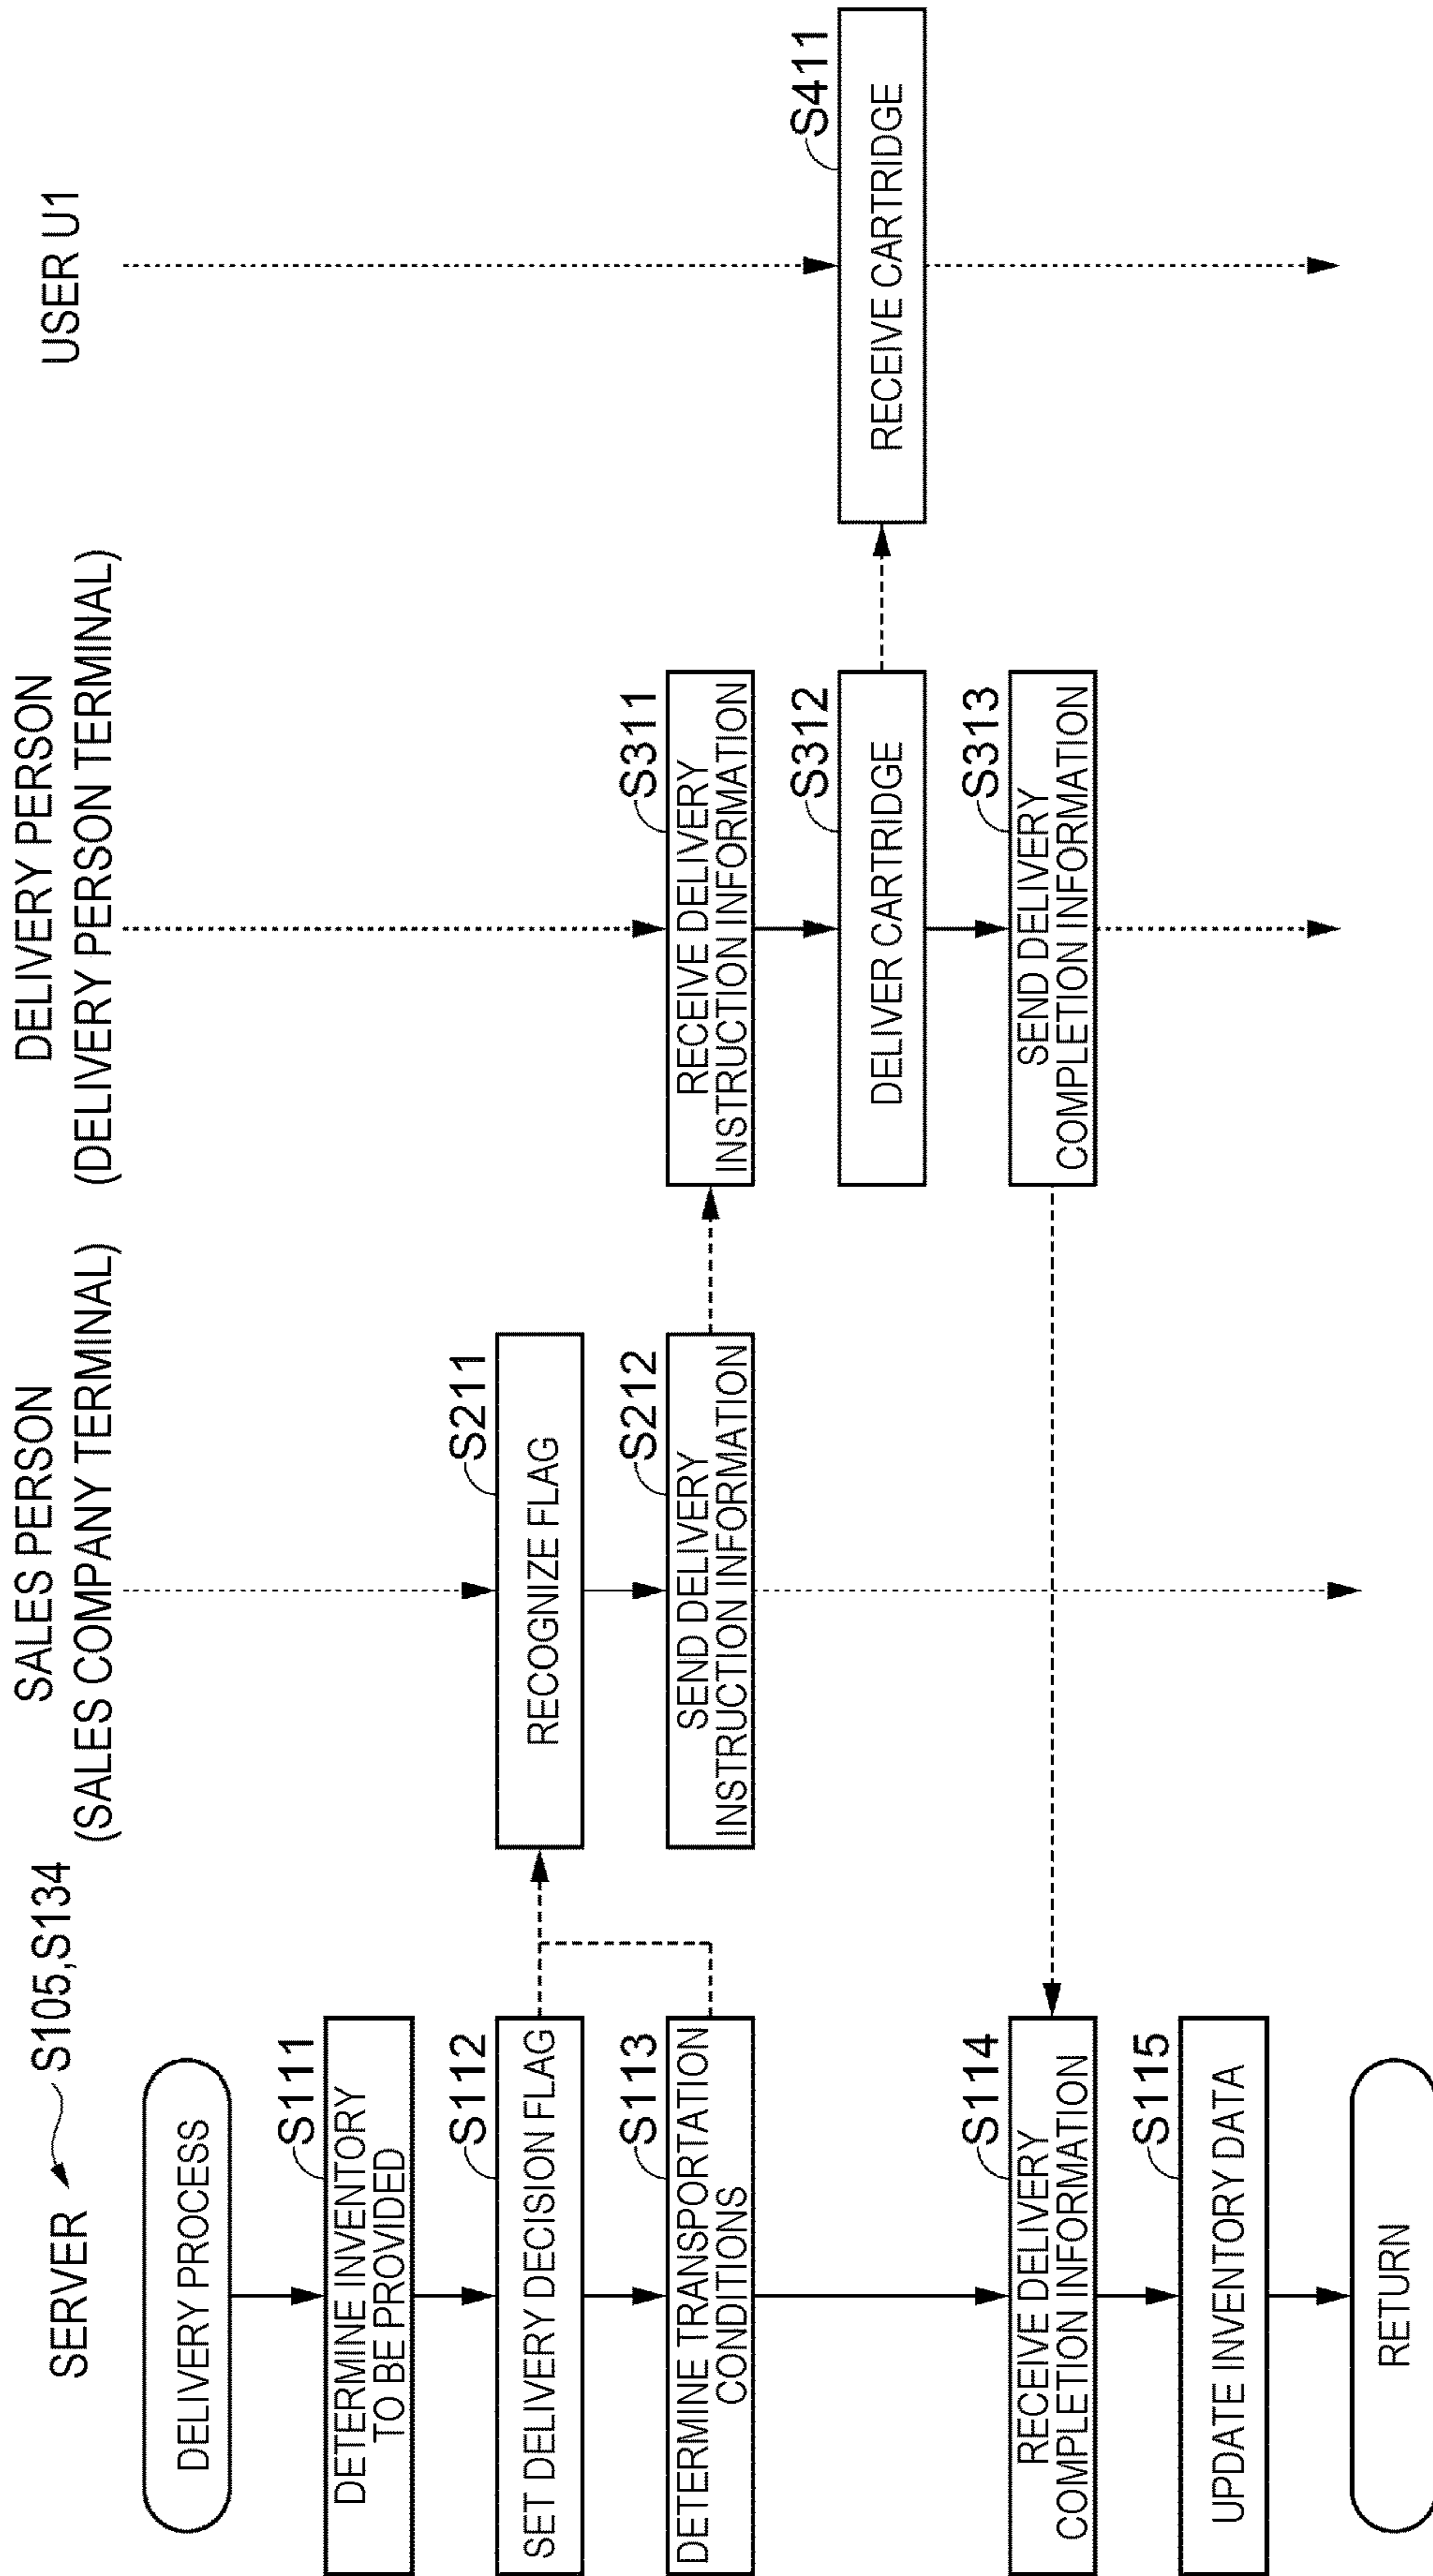 SERVER
S105,S134
SALES PERSON
(SALES COMPANY TERMINAL)
DELIVERY PERSON
(DELIVERY PERSON TERMINAL)
USER U1
DELIVERY PROCESS
S111
DETERMINE INVENTORY
TO BE PROVIDED
S112
SET DELIVERY DECISION FLAG
S211
RECOGNIZE FLAG
S113
DETERMINE TRANSPORTATION
CONDITIONS
S212
SEND DELIVERY
INSTRUCTION INFORMATION
S311
RECEIVE DELIVERY
INSTRUCTION INFORMATION
S312
DELIVER CARTRIDGE
S411
RECEIVE CARTRIDGE
S114
RECEIVE DELIVERY
COMPLETION INFORMATION
S313
SEND DELIVERY
COMPLETION INFORMATION
S115
UPDATE INVENTORY DATA
RETURN